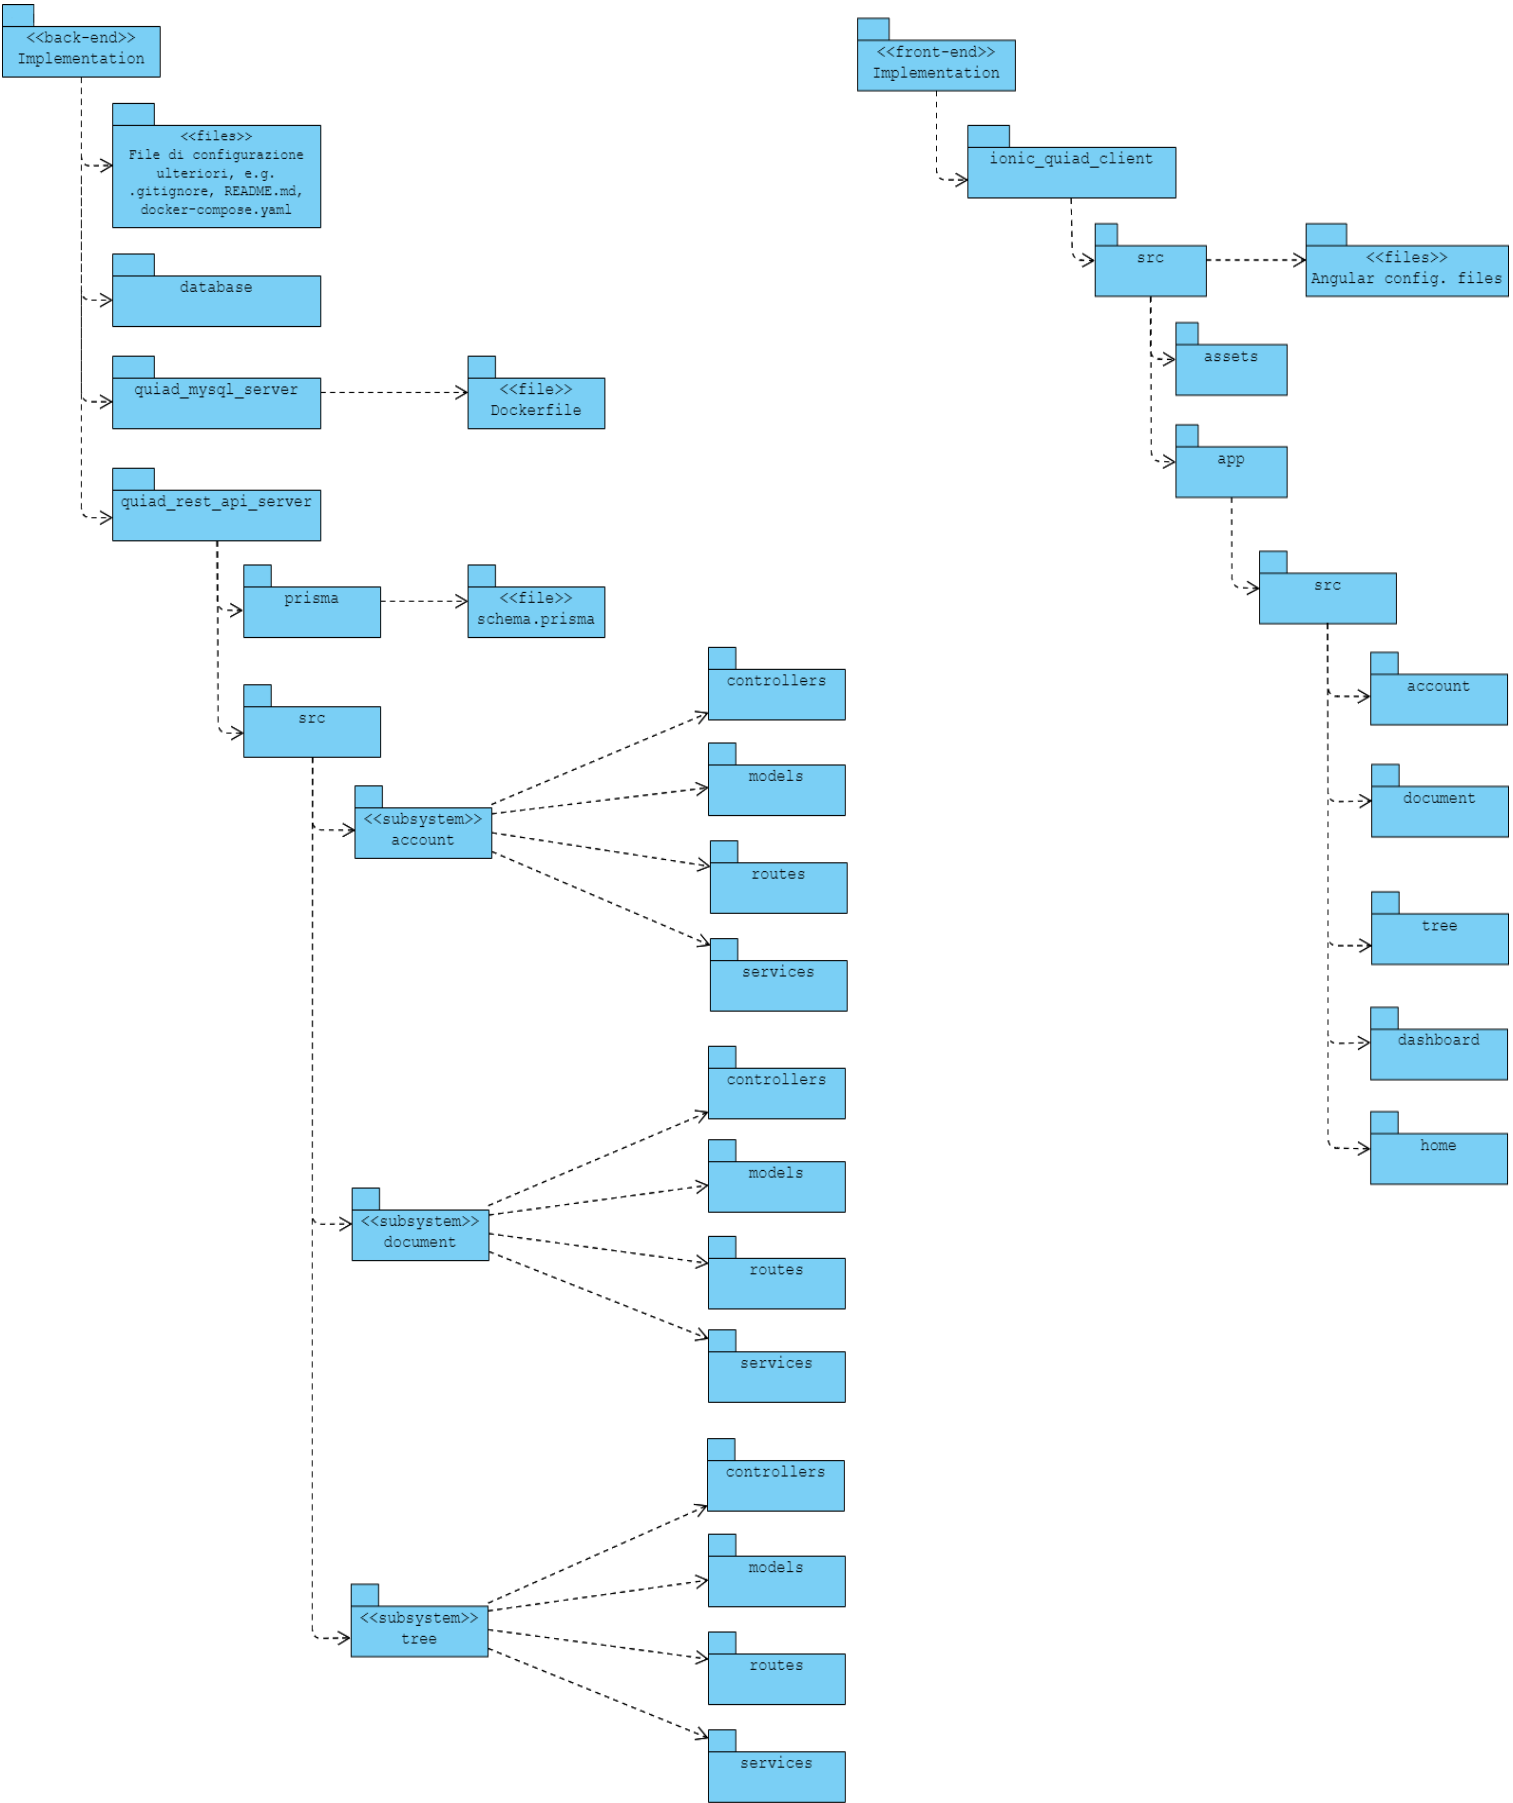 <<back-end>>
Implementation
<<files>>
File di configurazione
ulteriori, e.g.
.gitignore, README.md,
docker-compose.yaml
database
quiad_mysql_server
<<file>>
Dockerfile
quiad_rest_api_server
prisma
<<file>>
schema.prisma
src
<<subsystem>>
account
controllers
models
routes
services
<<subsystem>>
document
controllers
models
routes
services
<<subsystem>>
tree
controllers
models
routes
services
<<front-end>>
Implementation
ionic_quiad_client
src
<<files>>
Angular config. files
assets
app
src
account
document
tree
dashboard
home